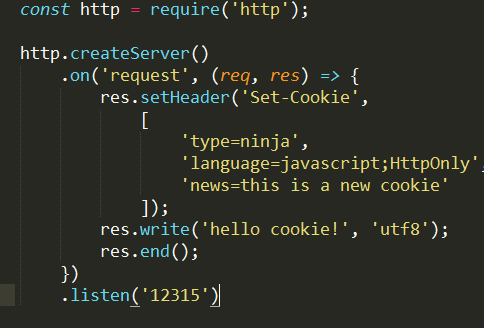 const http = require('http');
http.createServer()
.on('request', (req, res) => {
res.setHeader('Set-Cookie',
[
'type=ninja',
'language=javascript;HttpOnly',
'news=this is a new cookie'
]);
res.write('hello cookie!', 'utf8');
res.end();
})
.listen('12315')